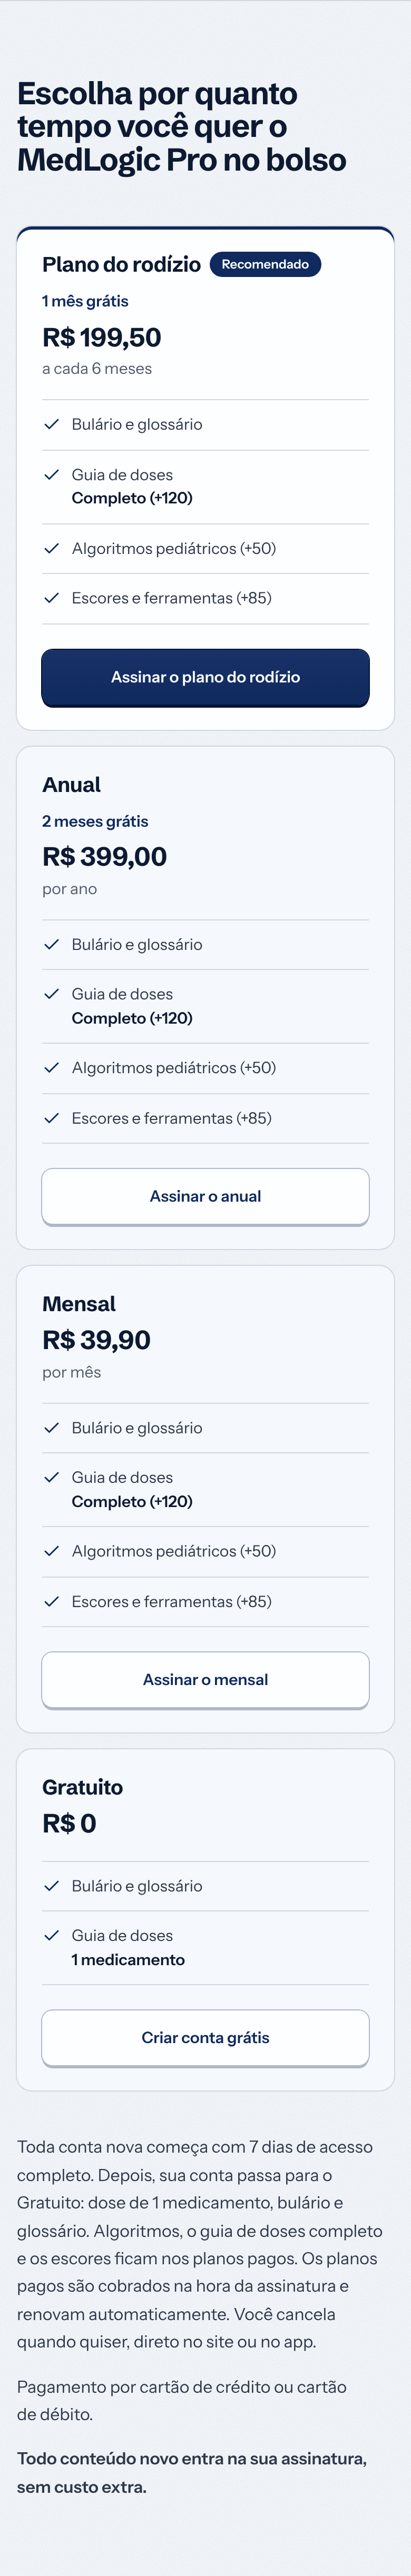 Escolha por quanto
tempo você quer o
MedLogic Pro no bolso
Plano do rodízio Recomendado
1 mês grátis
R$ 199,50
a cada 6 meses
Bulário e glossário
Guia de doses
Completo (+120)
Algoritmos pediátricos (+50)
Escores e ferramentas (+85)
Assinar o plano do rodízio
Anual
2 meses grátis
R$ 399,00
por ano
Bulário e glossário
Guia de doses
Completo (+120)
Algoritmos pediátricos (+50)
Escores e ferramentas (+85)
Assinar o anual
Mensal
R$ 39,90
por mês
Bulário e glossário
Guia de doses
Completo (+120)
Algoritmos pediátricos (+50)
Escores e ferramentas (+85)
Assinar o mensal
Gratuito
R$ 0
Bulário e glossário
Guia de doses
1 medicamento
Criar conta grátis
Toda conta nova começa com 7 dias de acesso
completo. Depois, sua conta passa para o
Gratuito: dose de 1 medicamento, bulário e
glossário. Algoritmos, o guia de doses completo
e os escores ficam nos planos pagos. Os planos
pagos são cobrados na hora da assinatura e
renovam automaticamente. Você cancela
quando quiser, direto no site ou no app.
Pagamento por cartão de crédito ou cartão
de débito.
Todo conteúdo novo entra na sua assinatura,
sem custo extra.